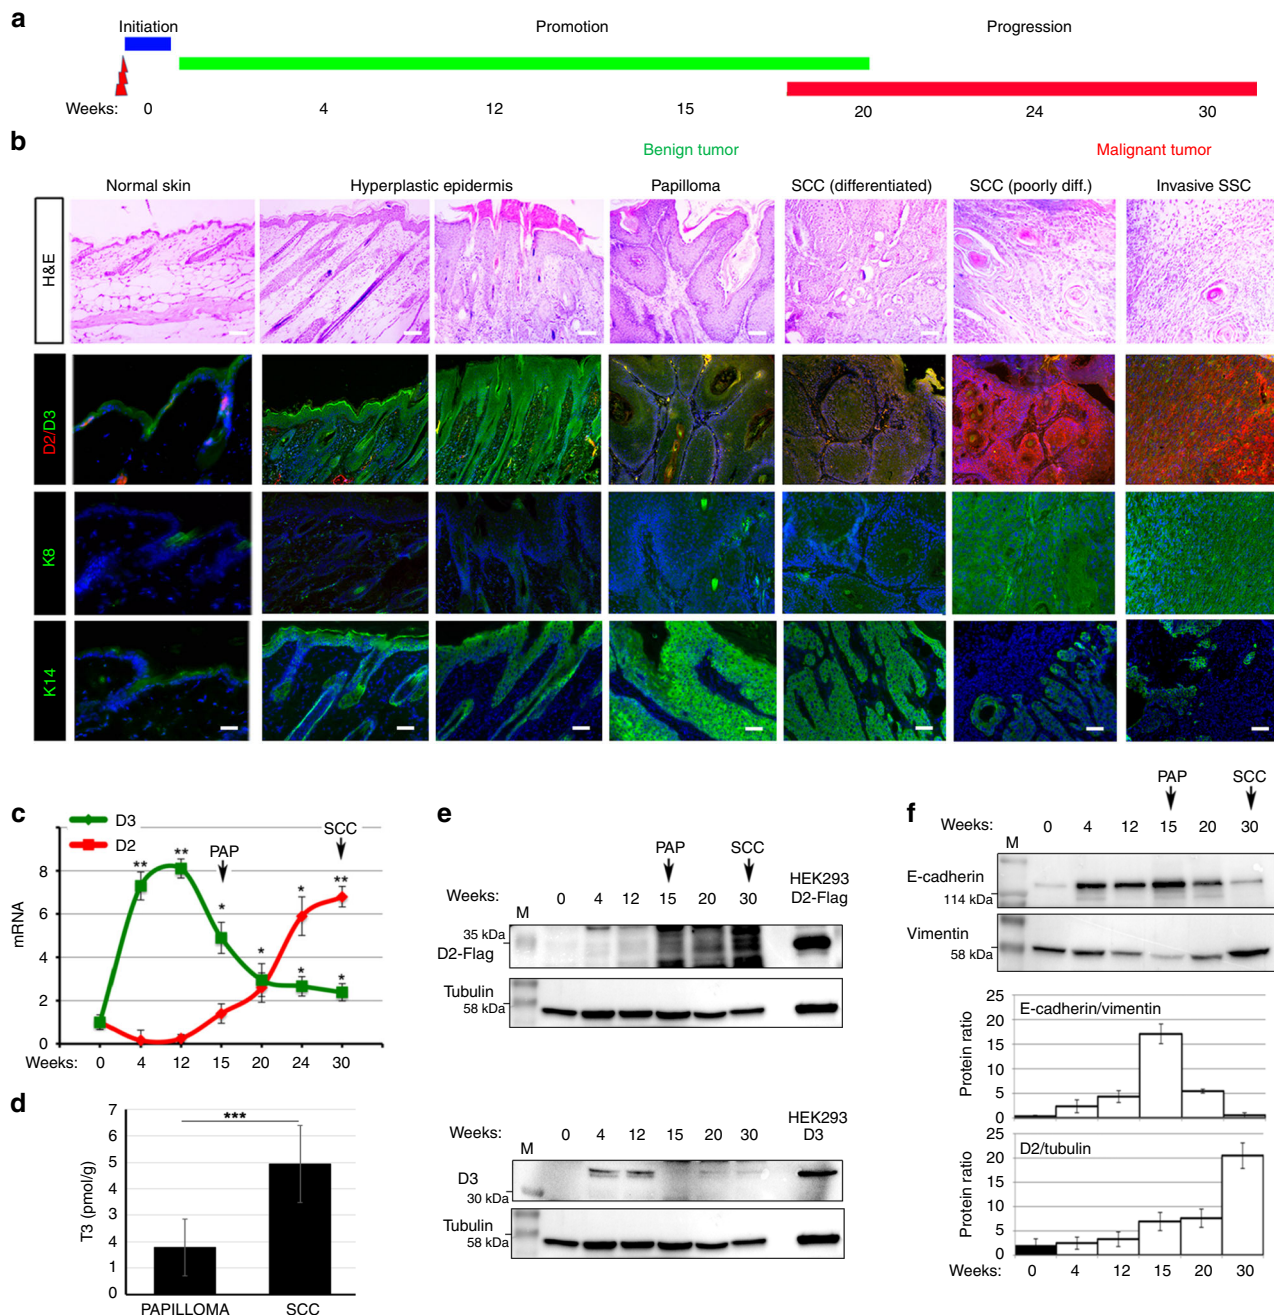 a
Initiation Promotion Progression
Weeks: 0 4 12 15 20 24 30
b
Benign tumor Malignant tumor
Normal skin Hyperplastic epidermis Papilloma SCC (differentiated) SCC (poorly diff.) Invasive SSC
H&E
D2/D3
K8
K14
c
D3
D2
PAP
SCC
** ** * * * * * **
mRNA
8
6
4
2
0
Weeks: 0 4 12 15 20 24 30
d
***
T3 (pmol/g)
7
6
5
4
3
4
2
1
0
PAPILLOMA SCC
e
PAP SCC
Weeks: 0 4 12 15 20 30
HEK293
D2-Flag
M
35 kDa
D2-Flag
Tubulin
58 kDa
Weeks: 0 4 12 15 20 30
HEK293
D3
M
D3
30 kDa
Tubulin
58 kDa
f
PAP SCC
Weeks: 0 4 12 15 20 30
M
E-cadherin
114 kDa
Vimentin
58 kDa
E-cadherin/vimentin
Protein ratio
25
20
15
10
5
0
D2/tubulin
Protein ratio
25
20
15
10
5
0
Weeks: 0 4 12 15 20 30